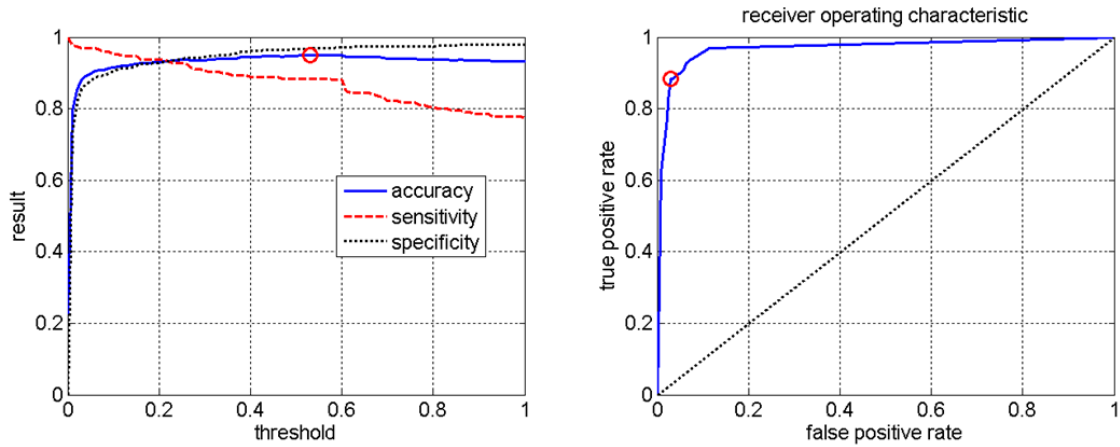 1
0.8
0.6
0.4
0.2
0
result
accuracy
sensitivity
specificity
0 0.2 0.4 0.6 0.8 1
threshold
receiver operating characteristic
1
0.8
0.6
0.4
0.2
0
true positive rate
0 0.2 0.4 0.6 0.8 1
false positive rate